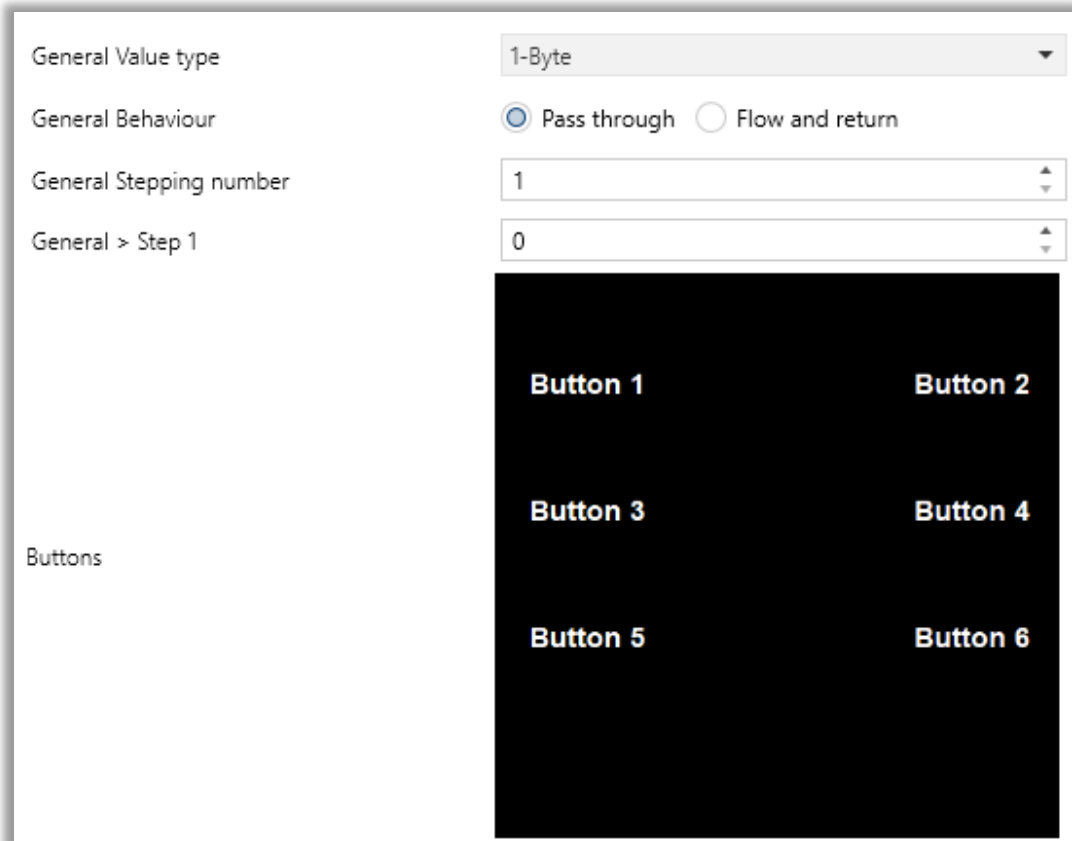 General Value type 1-Byte
General Behaviour Pass through Flow and return
General Stepping number 1
General > Step 1 0
Button 1 Button 2
Button 3 Button 4
Buttons
Button 5 Button 6